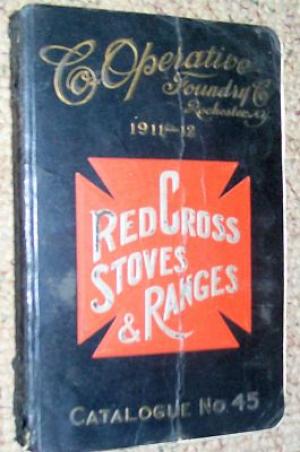 Co-Operative
Foundry Co
Rochester, N.Y.
1911-12
RED CROSS
STOVES
& RANGES
CATALOGUE NO. 45